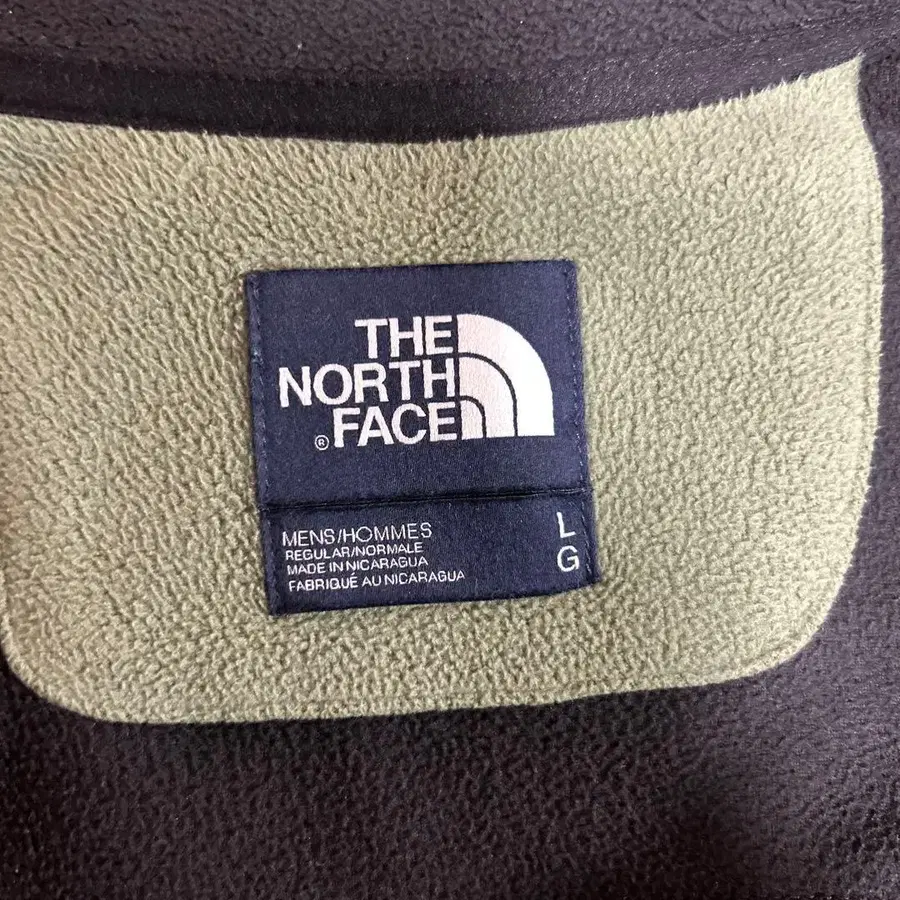 THE
NORTH
® FACE
MENS/HOMMES
REGULAR/NORMALE
MADE IN NICARAGUA
FABRIQUÉ AU NICARAGUA
L
G